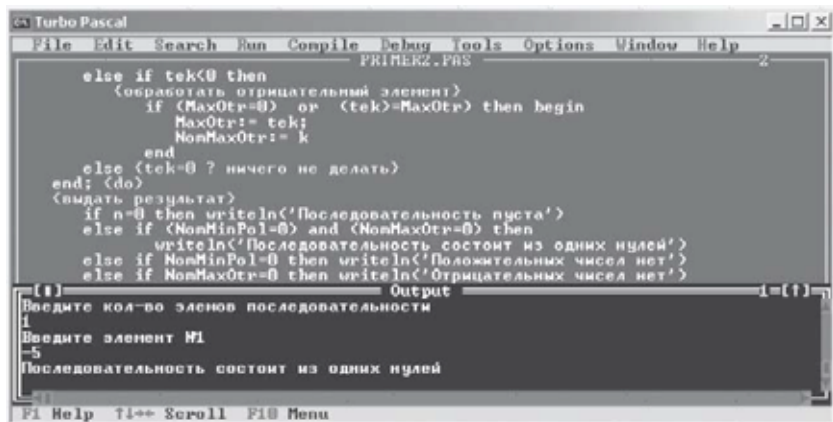 Turbo Pascal
File Edit Search Run Compile Debug Tools Options Window Help
PRIMER2.PAS 2
else if tek<0 then
{обработать отрицательный элемент}
if (MaxOtr=0) or (tek>=MaxOtr) then begin
MaxOtr:= tek;
NomMaxOtr:= k
end
else {tek=0 ? ничего не делать}
end; {do}
{выдать результат}
if n=0 then writeln('Последовательность пуста')
else if (NomMinPol=0) and (NomMaxOtr=0) then
writeln('Последовательность состоит из одних нулей')
else if NomMinPol=0 then writeln('Положительных чисел нет')
else if NomMaxOtr=0 then writeln('Отрицательных чисел нет')
Output 1=[↑]
Введите кол-во элемов последовательности
1
Введите элемент №1
-5
Последовательность состоит из одних нулей
F1 Help ↑↓←→ Scroll F10 Menu